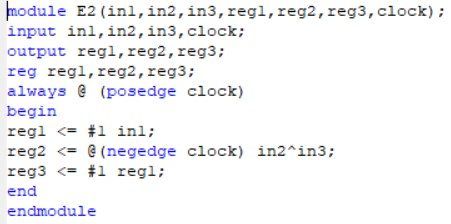 module E2(in1,in2,in3,reg1,reg2,reg3,clock);
input in1,in2,in3,clock;
output reg1,reg2,reg3;
reg reg1,reg2,reg3;
always @ (posedge clock)
begin
reg1 <= #1 in1;
reg2 <= @(negedge clock) in2^in3;
reg3 <= #1 reg1;
end
endmodule